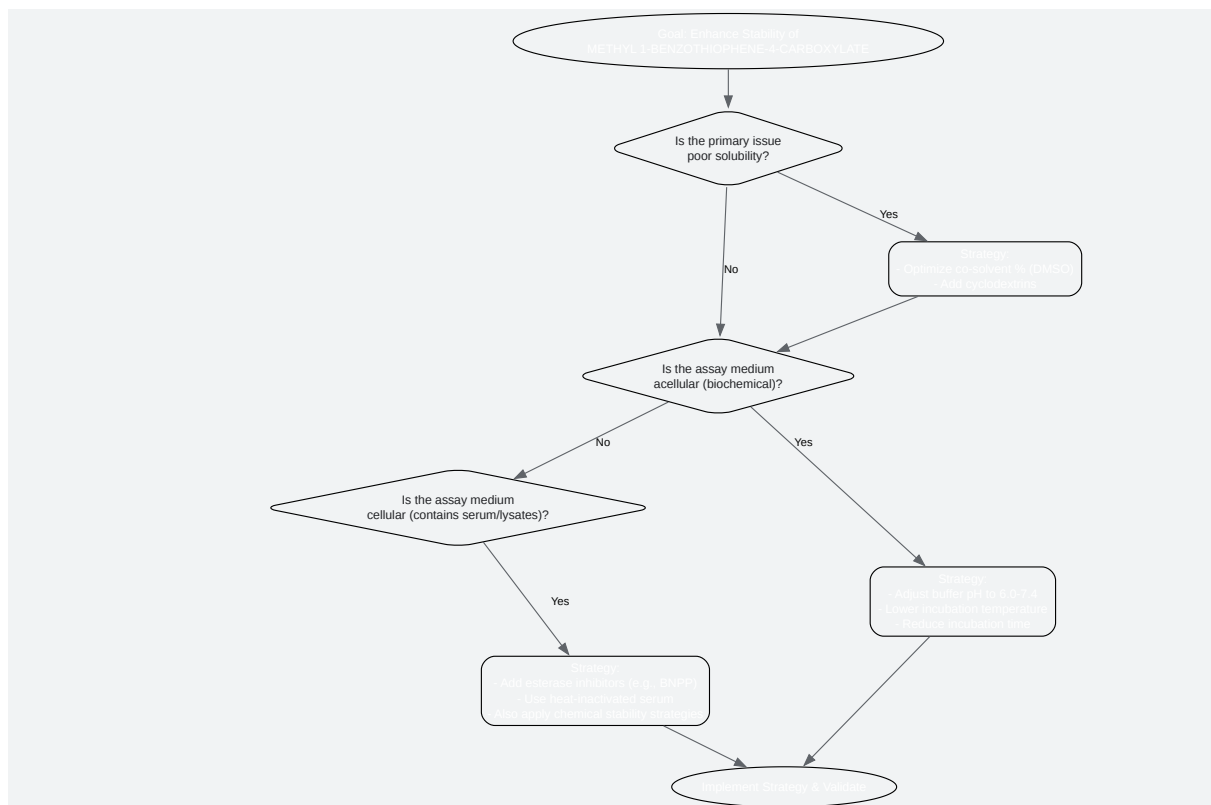 Goal: Enhance Stability of
METHYL 1-BENZOTHIOPHENE-4-CARBOXYLATE
Is the primary issue
poor solubility?
Yes
Strategy:
- Optimize co-solvent % (DMSO)
- Add cyclodextrins
No
Is the assay medium
acellular (biochemical)?
No
Yes
Is the assay medium
cellular (contains serum/lysates)?
Strategy:
- Adjust buffer pH to 6.0-7.4
Lower incubation temperature
- Reduce incubation time
Yes
Strategy:
- Add esterase inhibitors (e.g., BNPP)
- Use heat-inactivated serum
- Also apply chemical stability strategies
Implement Strategy & Validate